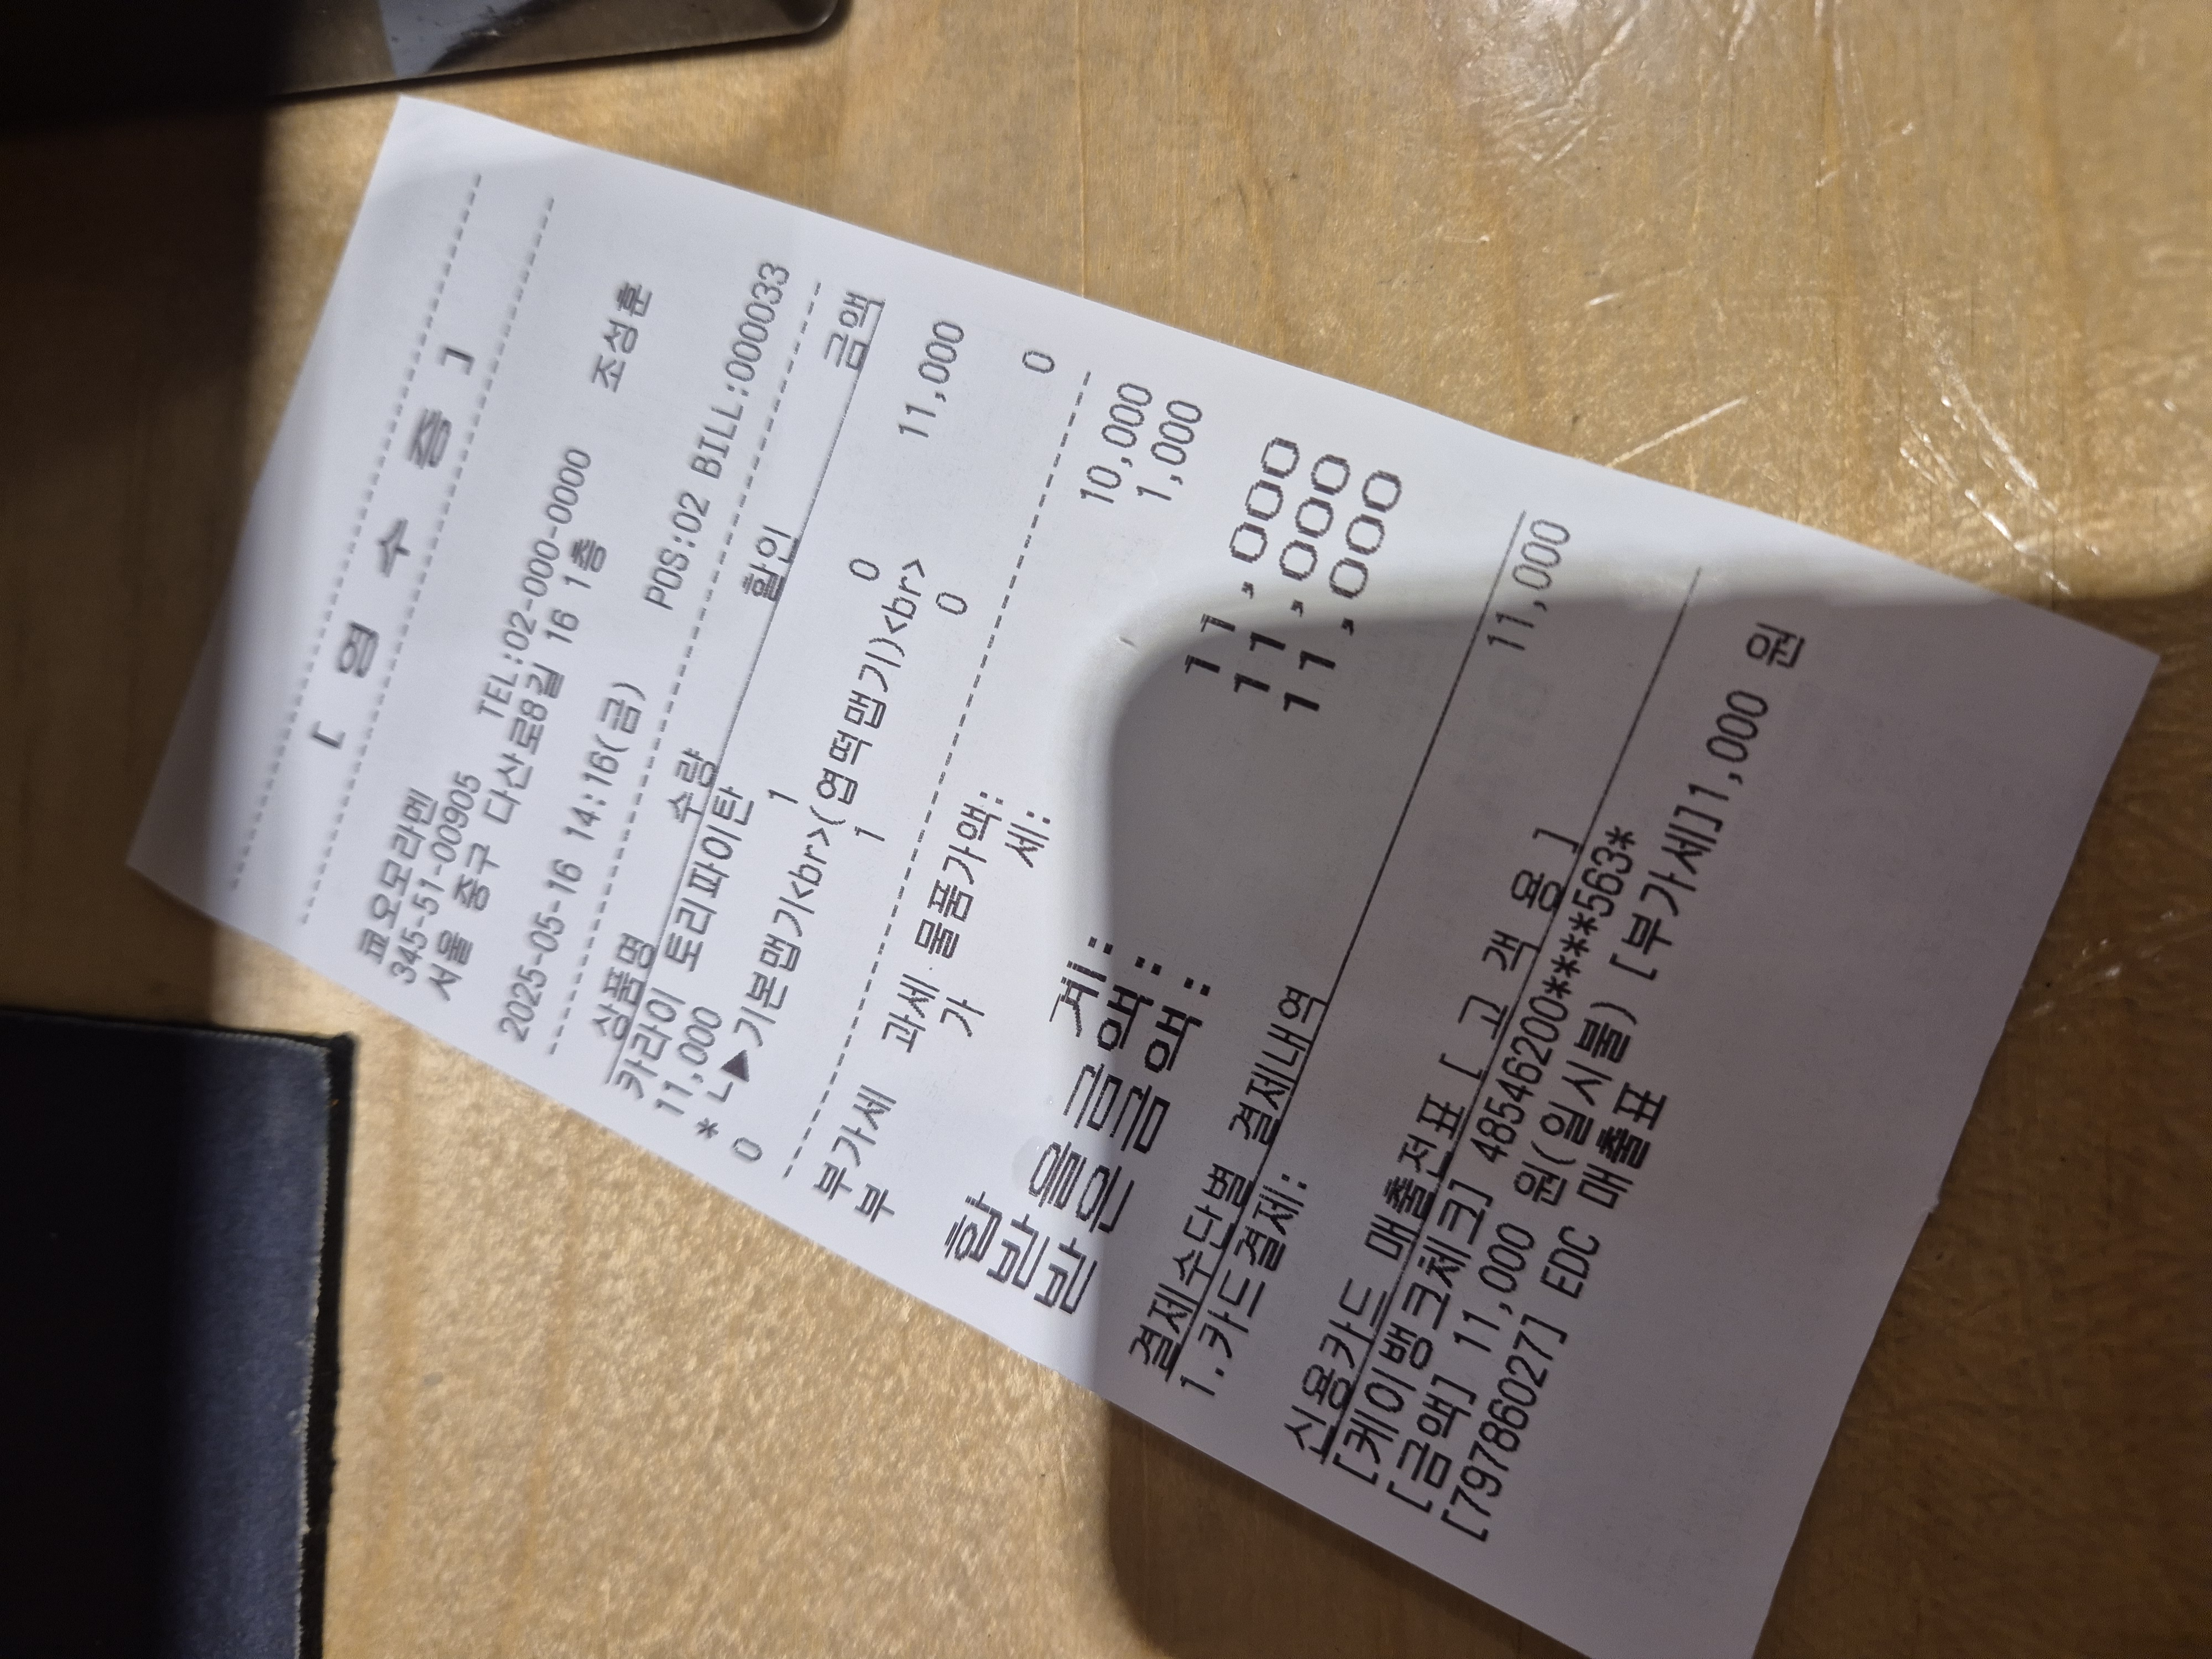 [ 영 수 증 ]
쿄오모라멘
345-51-00905 TEL:02-000-0000
서울 중구 다산로8길 16 1층
조성훈
2025-05-16 14:16(금) POS:02 BILL:000033
상품명 수량 할인 금액
카라이 토리파이탄
11,000 1 0 11,000
* ㄴ▶기본맵기<br>(엽떡맵기)<br>
0 1 0 0
부가세 과세 물품가액: 10,000
부 가 세: 1,000
합 계: 11,000
받을금액: 11,000
받은금액: 11,000
결제수단별 결제내역
1.카드결제: 11,000
신용카드 매출전표 [ 고 객 용 ]
[케이뱅크체크] 48546200****563*
[금액] 11,000 원(일시불) [부가세]1,000 원
[79786027] EDC 매출표